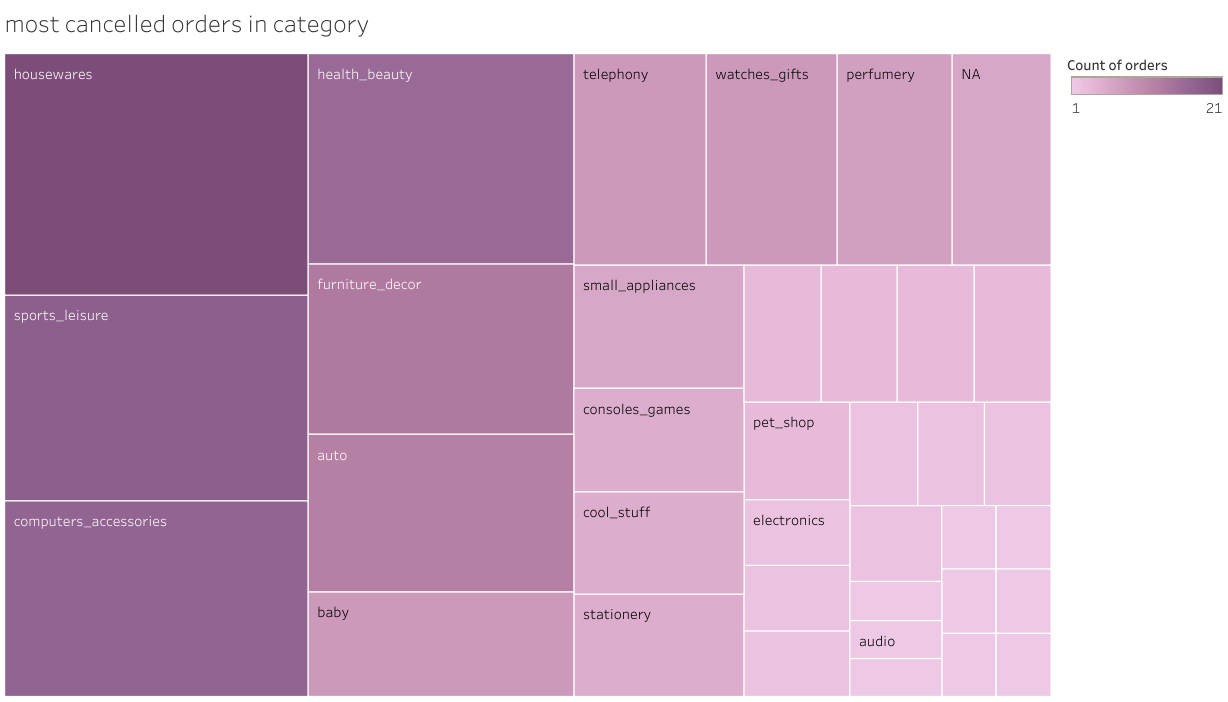 most cancelled orders in category
housewares
health_beauty
telephony
watches_gifts
perfumery
NA
Count of orders
1
21
furniture_decor
small_appliances
sports_leisure
consoles_games
pet_shop
auto
cool_stuff
electronics
computers_accessories
baby
stationery
audio